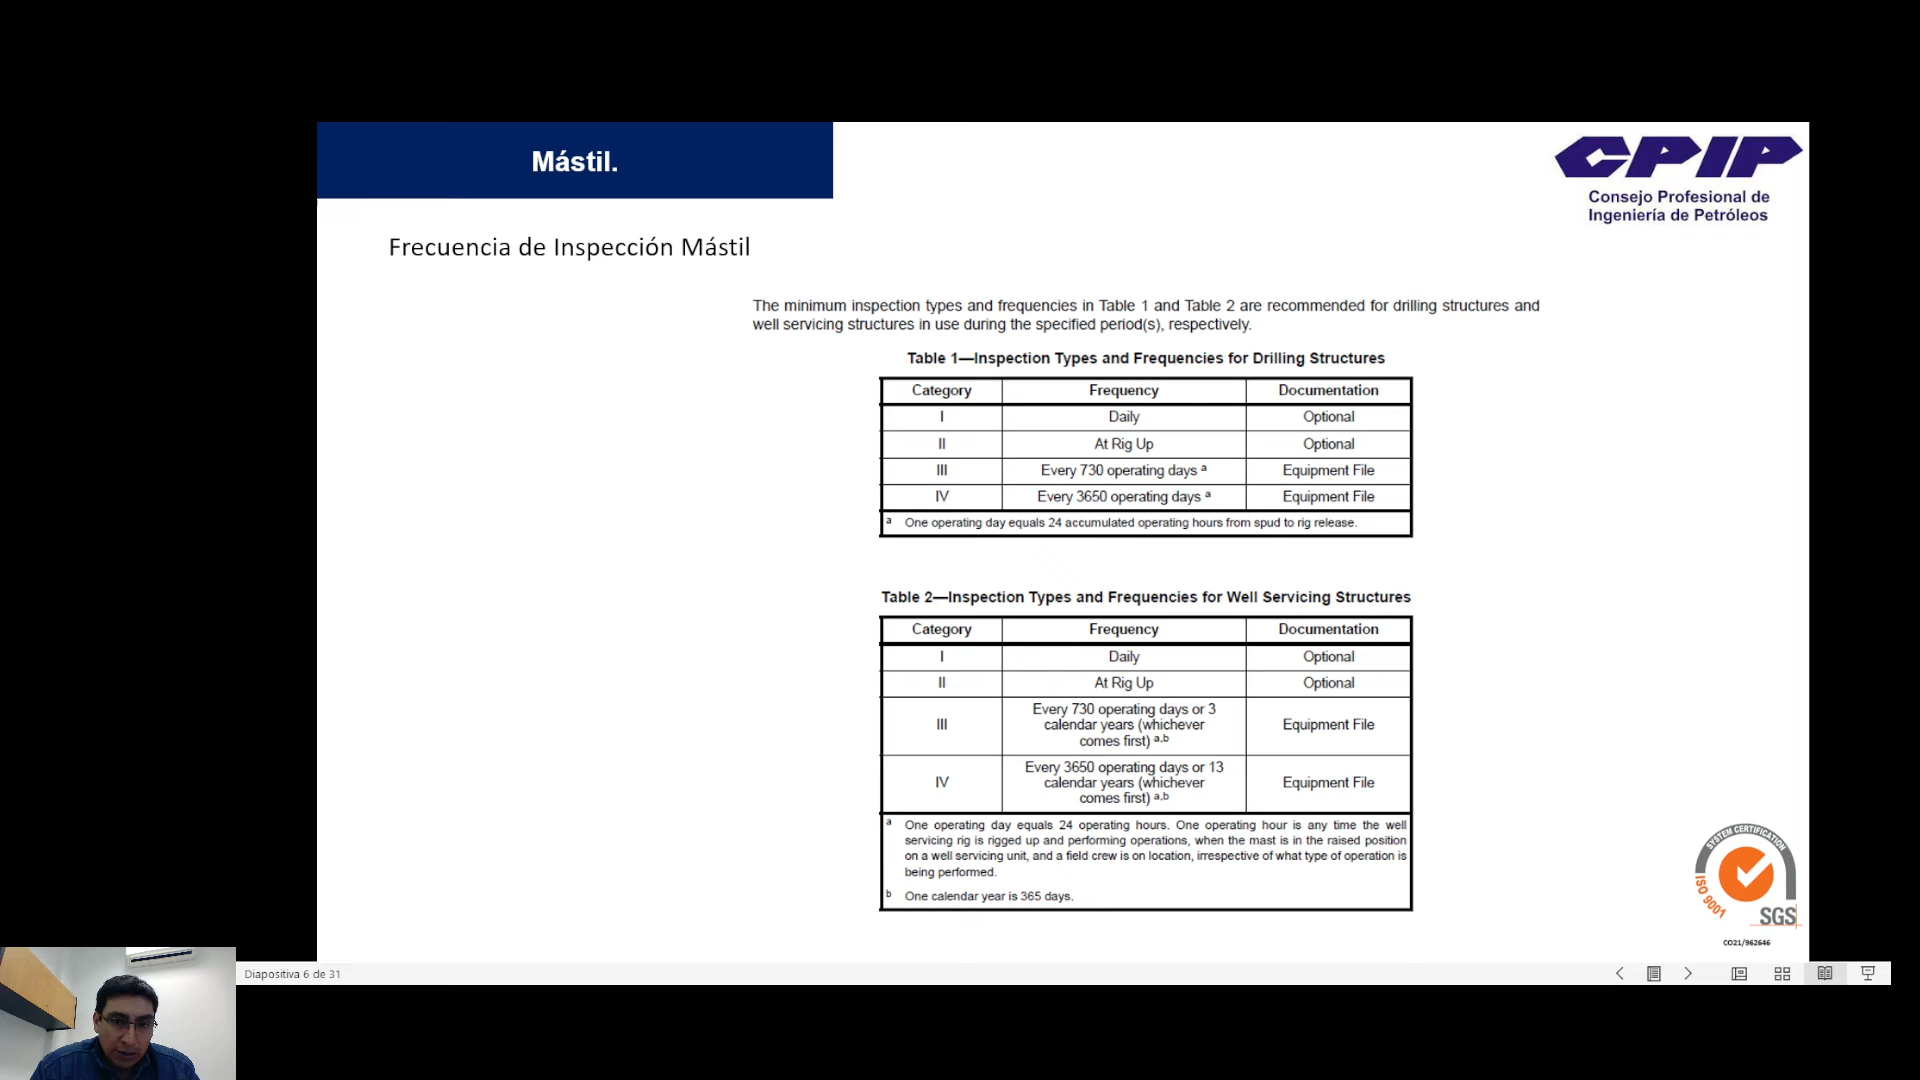 Mástil.
CPIP
Consejo Profesional de
Ingeniería de Petróleos
Frecuencia de Inspección Mástil
The minimum inspection types and frequencies in Table 1 and Table 2 are recommended for drilling structures and
well servicing structures in use during the specified period(s), respectively.
Table 1—Inspection Types and Frequencies for Drilling Structures
Category Frequency Documentation
I Daily Optional
II At Rig Up Optional
III Every 730 operating days a Equipment File
IV Every 3650 operating days a Equipment File
a One operating day equals 24 accumulated operating hours from spud to rig release.
Table 2—Inspection Types and Frequencies for Well Servicing Structures
Category Frequency Documentation
I Daily Optional
II At Rig Up Optional
III Every 730 operating days or 3
calendar years (whichever
comes first) a,b Equipment File
IV Every 3650 operating days or 13
calendar years (whichever
comes first) a,b Equipment File
a One operating day equals 24 operating hours. One operating hour is any time the well
servicing rig is rigged up and performing operations, when the mast is in the raised position
on a well servicing unit, and a field crew is on location, irrespective of what type of operation is
being performed.
b One calendar year is 365 days.
SYSTEM CERTIFICATION
ISO 9001
SGS
CO21/962646
Diapositiva 6 de 31